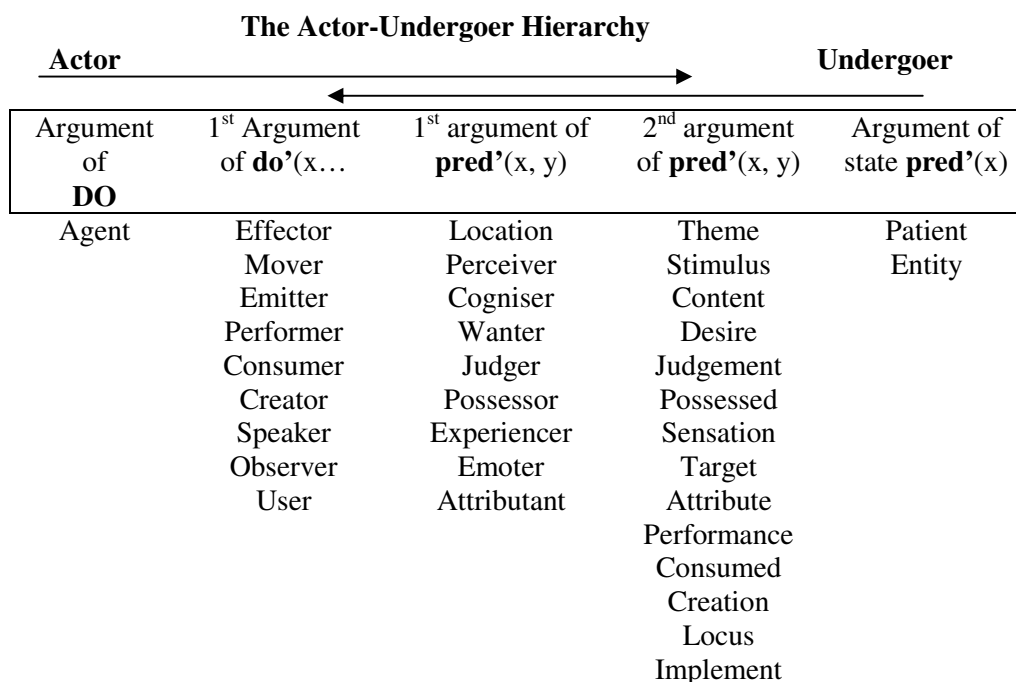 The Actor-Undergoer Hierarchy
Actor Undergoer
Argument 1st Argument 1st argument of 2nd argument Argument of
of of do’(x… pred’(x, y) of pred’(x, y) state pred’(x)
DO
Agent Effector Location Theme Patient
Mover Perceiver Stimulus Entity
Emitter Cogniser Content
Performer Wanter Desire
Consumer Judger Judgement
Creator Possessor Possessed
Speaker Experiencer Sensation
Observer Emoter Target
User Attributant Attribute
Performance
Consumed
Creation
Locus
Implement